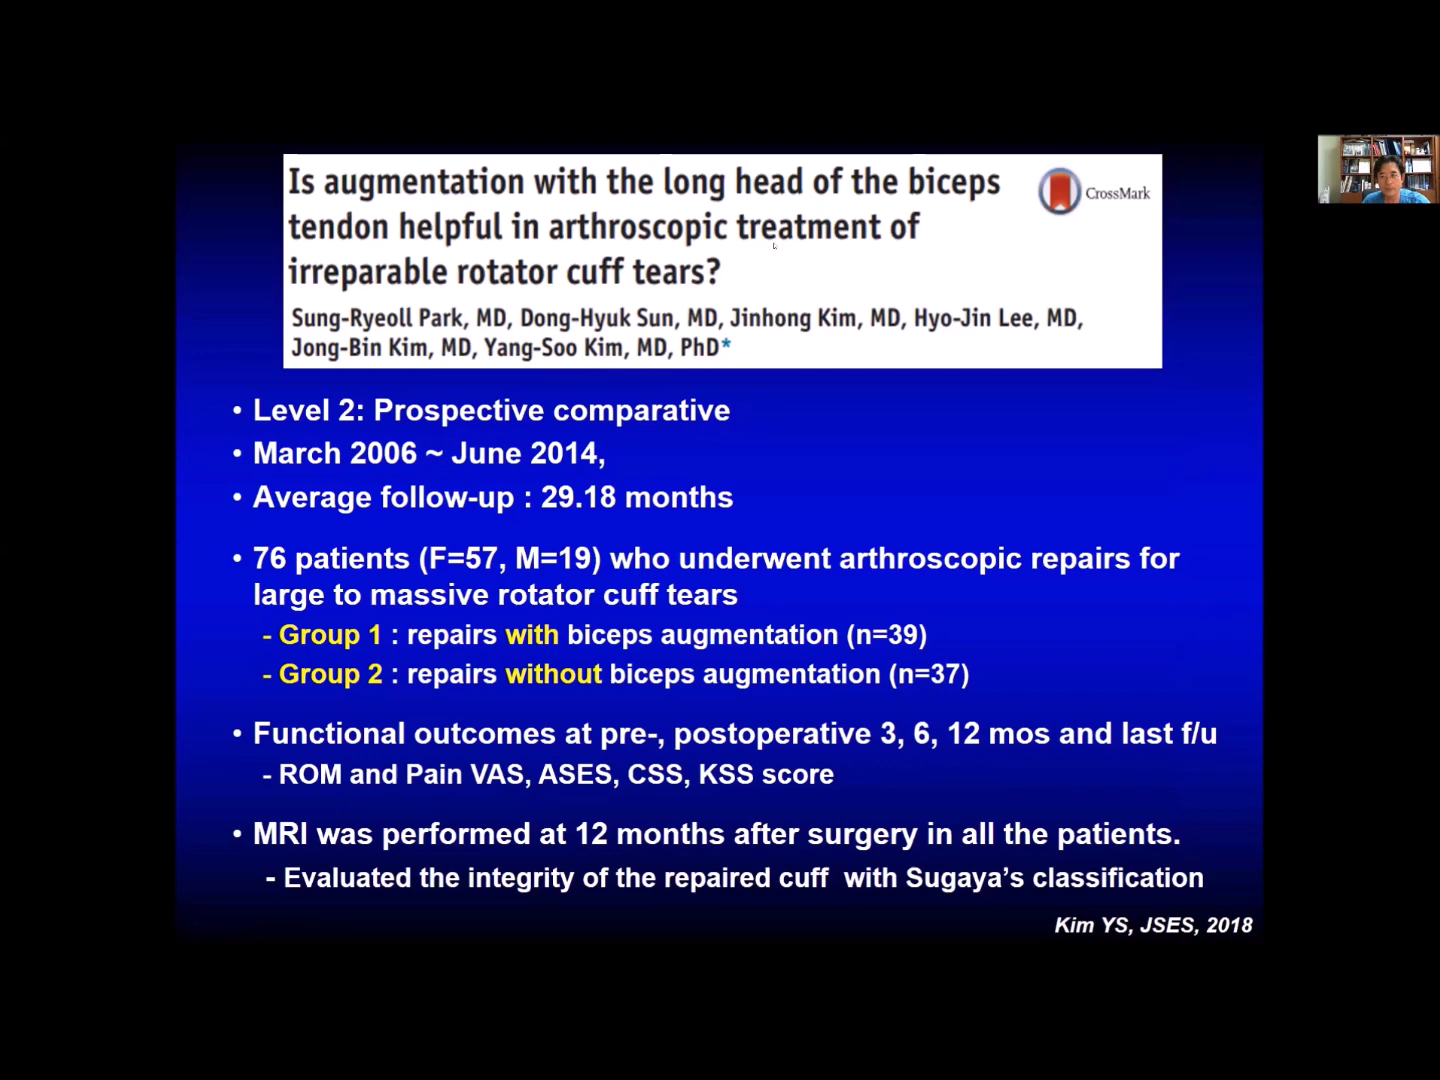 Is augmentation with the long head of the biceps
tendon helpful in arthroscopic treatment of
irreparable rotator cuff tears?
CrossMark
Sung-Ryeoll Park, MD, Dong-Hyuk Sun, MD, Jinhong Kim, MD, Hyo-Jin Lee, MD,
Jong-Bin Kim, MD, Yang-Soo Kim, MD, PhD*
• Level 2: Prospective comparative
• March 2006 ~ June 2014,
• Average follow-up : 29.18 months
• 76 patients (F=57, M=19) who underwent arthroscopic repairs for
large to massive rotator cuff tears
- Group 1 : repairs with biceps augmentation (n=39)
- Group 2 : repairs without biceps augmentation (n=37)
• Functional outcomes at pre-, postoperative 3, 6, 12 mos and last f/u
- ROM and Pain VAS, ASES, CSS, KSS score
• MRI was performed at 12 months after surgery in all the patients.
- Evaluated the integrity of the repaired cuff with Sugaya’s classification
Kim YS, JSES, 2018